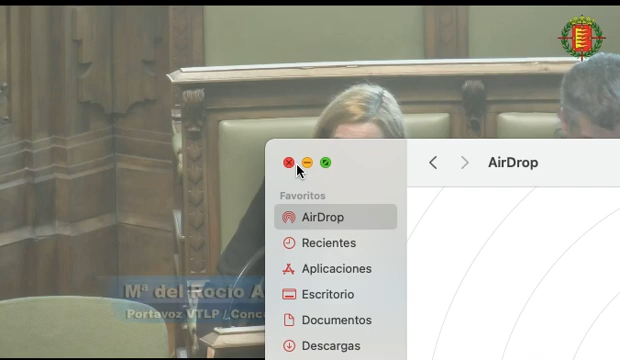 AirDrop
Favoritos
AirDrop
Recientes
Aplicaciones
Escritorio
Documentos
Descargas
Mª del Rocío
Portavoz VTLP /